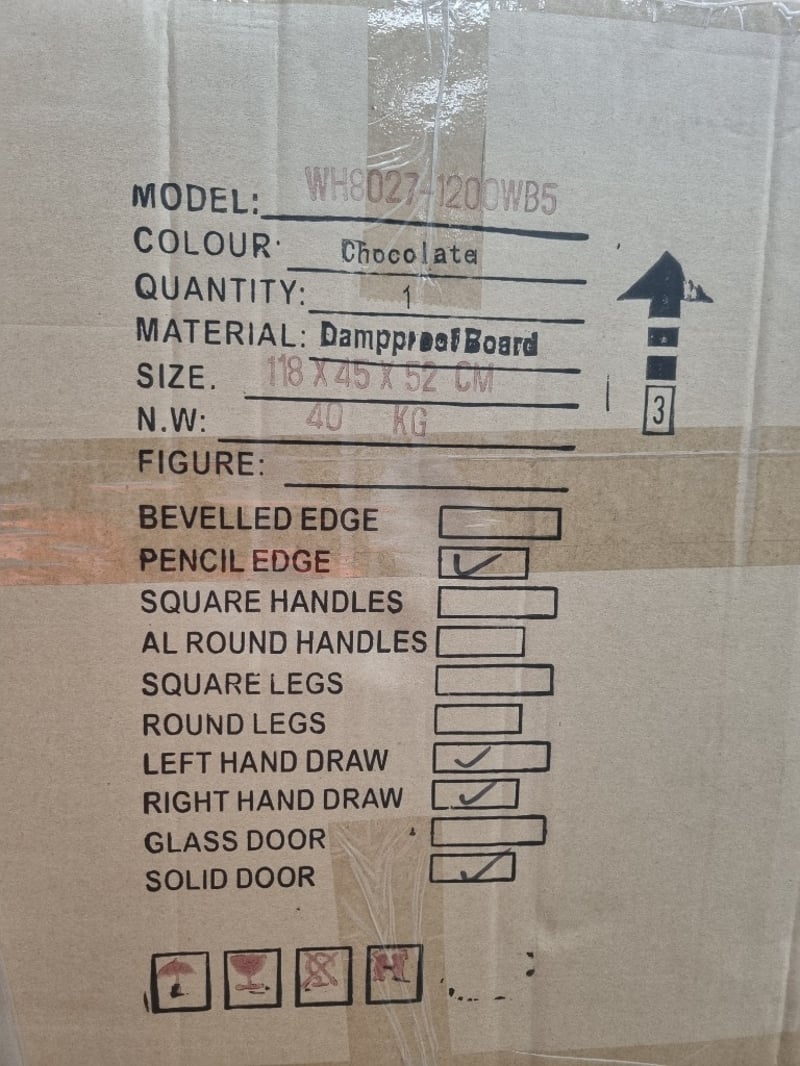 MODEL: WH8027-1200WB5
COLOUR: Chocolate
QUANTITY: 1
MATERIAL: Dampproof Board
SIZE. 118 X 45 X 52 CM
N.W: 40 KG
3
FIGURE:
BEVELLED EDGE
PENCIL EDGE
SQUARE HANDLES
AL ROUND HANDLES
SQUARE LEGS
ROUND LEGS
LEFT HAND DRAW
RIGHT HAND DRAW
GLASS DOOR
SOLID DOOR